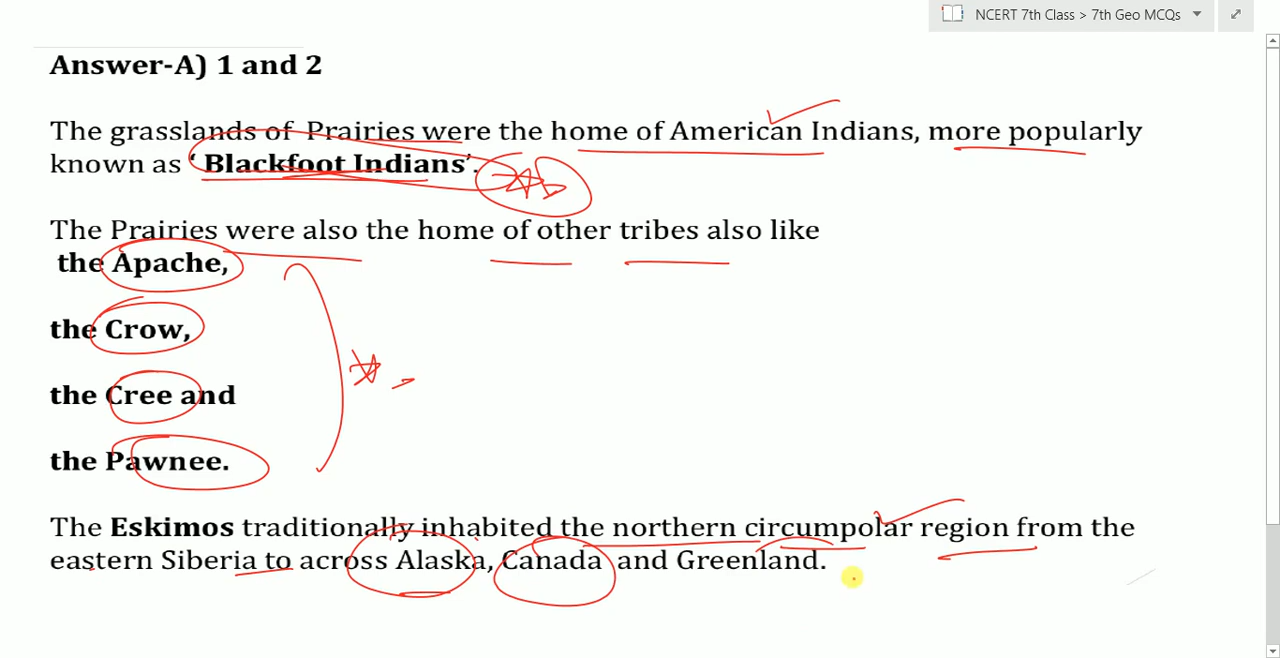 NCERT 7th Class > 7th Geo MCQs
Answer-A) 1 and 2
The grasslands of Prairies were the home of American Indians, more popularly
known as ‘ Blackfoot Indians’.
The Prairies were also the home of other tribes also like
the Apache,
the Crow,
the Cree and
the Pawnee.
The Eskimos traditionally inhabited the northern circumpolar region from the
eastern Siberia to across Alaska, Canada and Greenland.